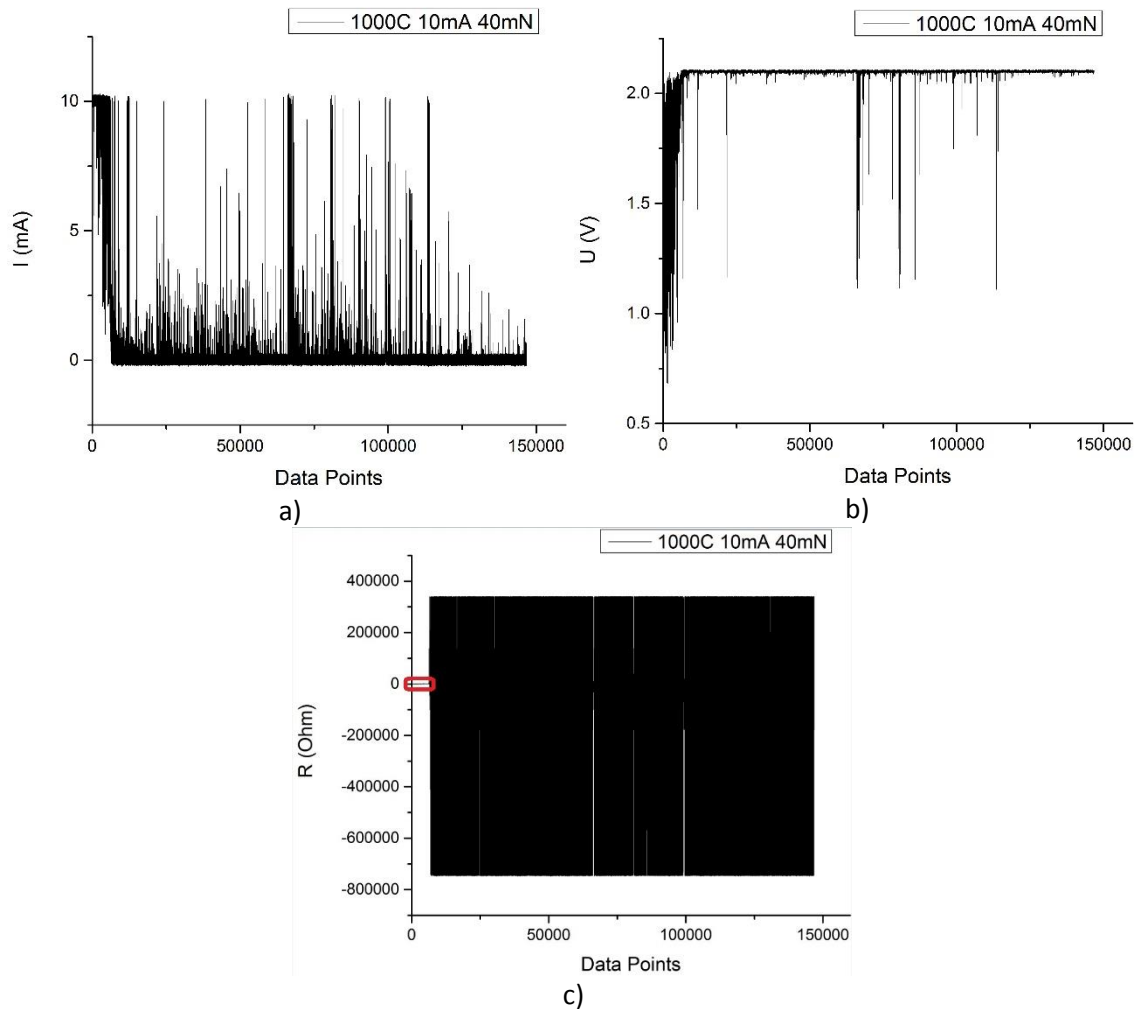 1000C 10mA 40mN
10
5
0
I (mA)
0
50000
100000
150000
Data Points
a)
1000C 10mA 40mN
2.0
1.5
1.0
0.5
U (V)
0
50000
100000
150000
Data Points
b)
1000C 10mA 40mN
400000
200000
0
-200000
-400000
-600000
-800000
R (Ohm)
0
50000
100000
150000
Data Points
c)